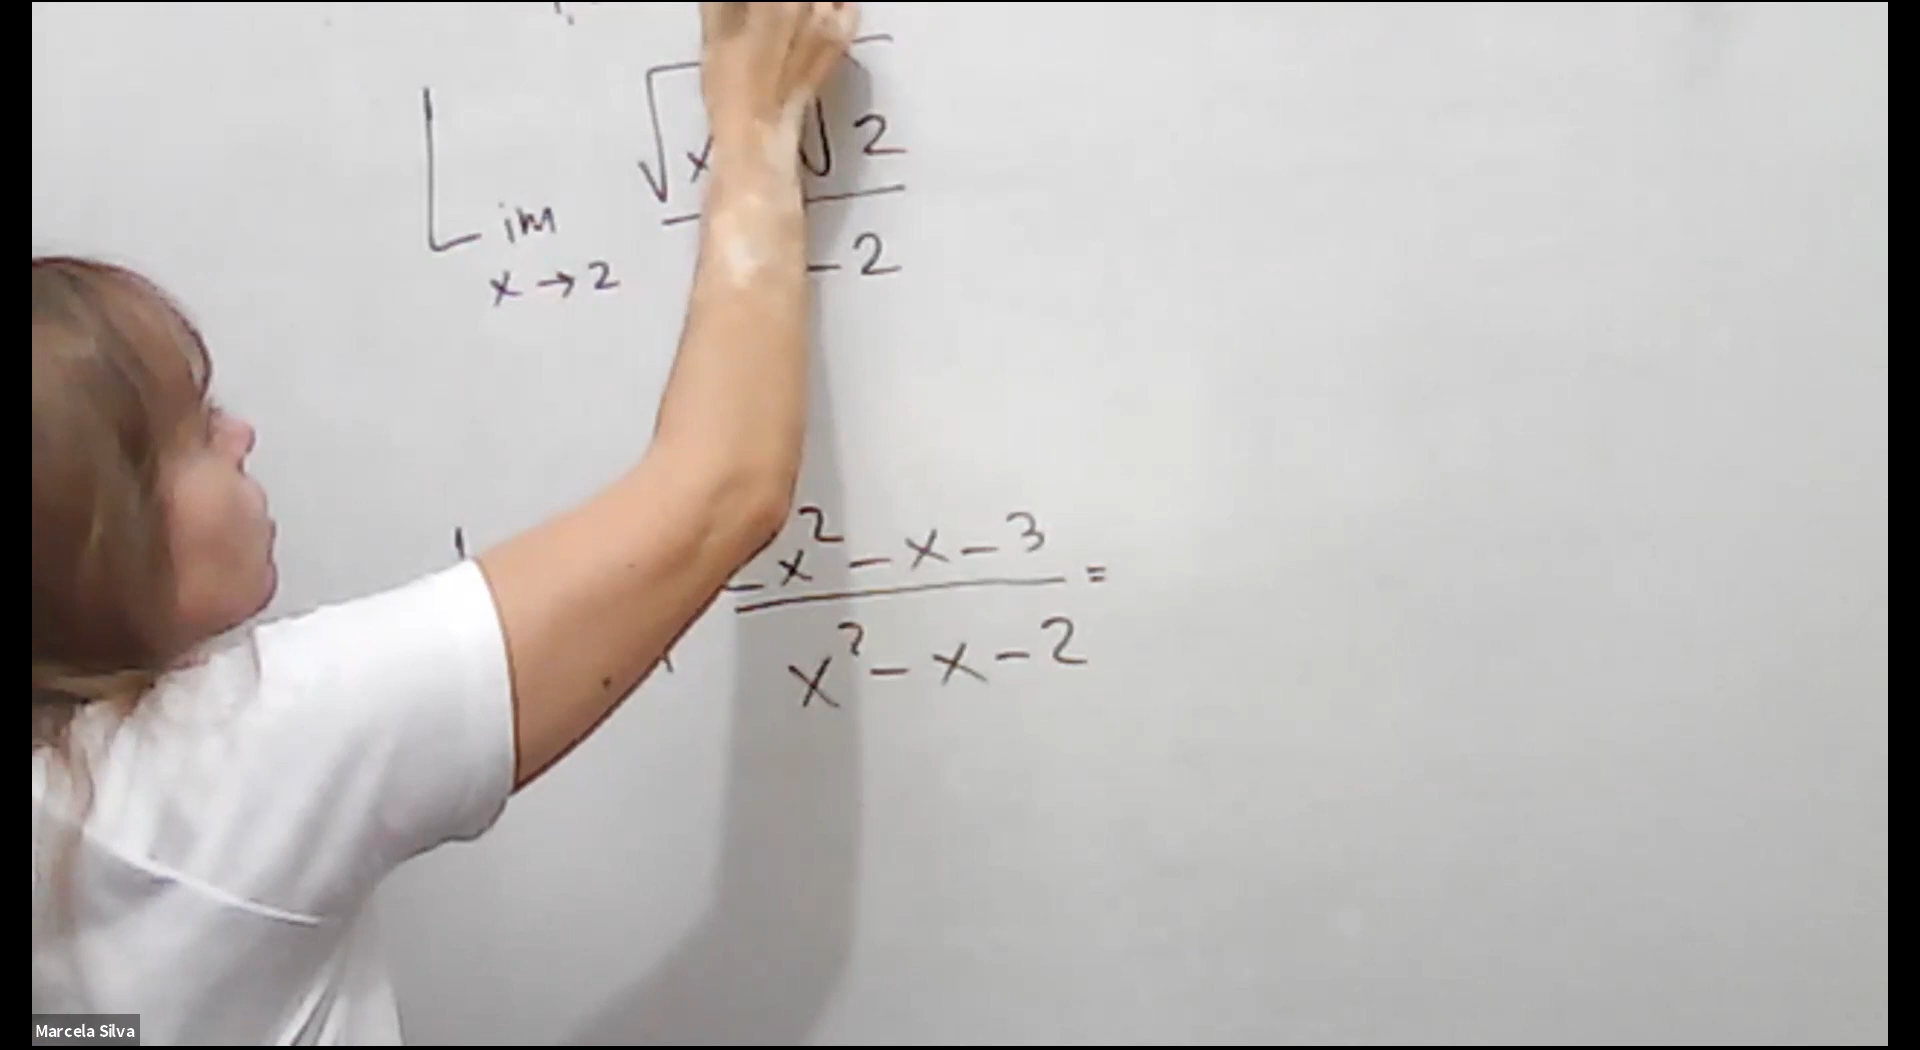 Lim √x √2
x → 2 - 2
- x² - x - 3 =
x² - x - 2
Marcela Silva